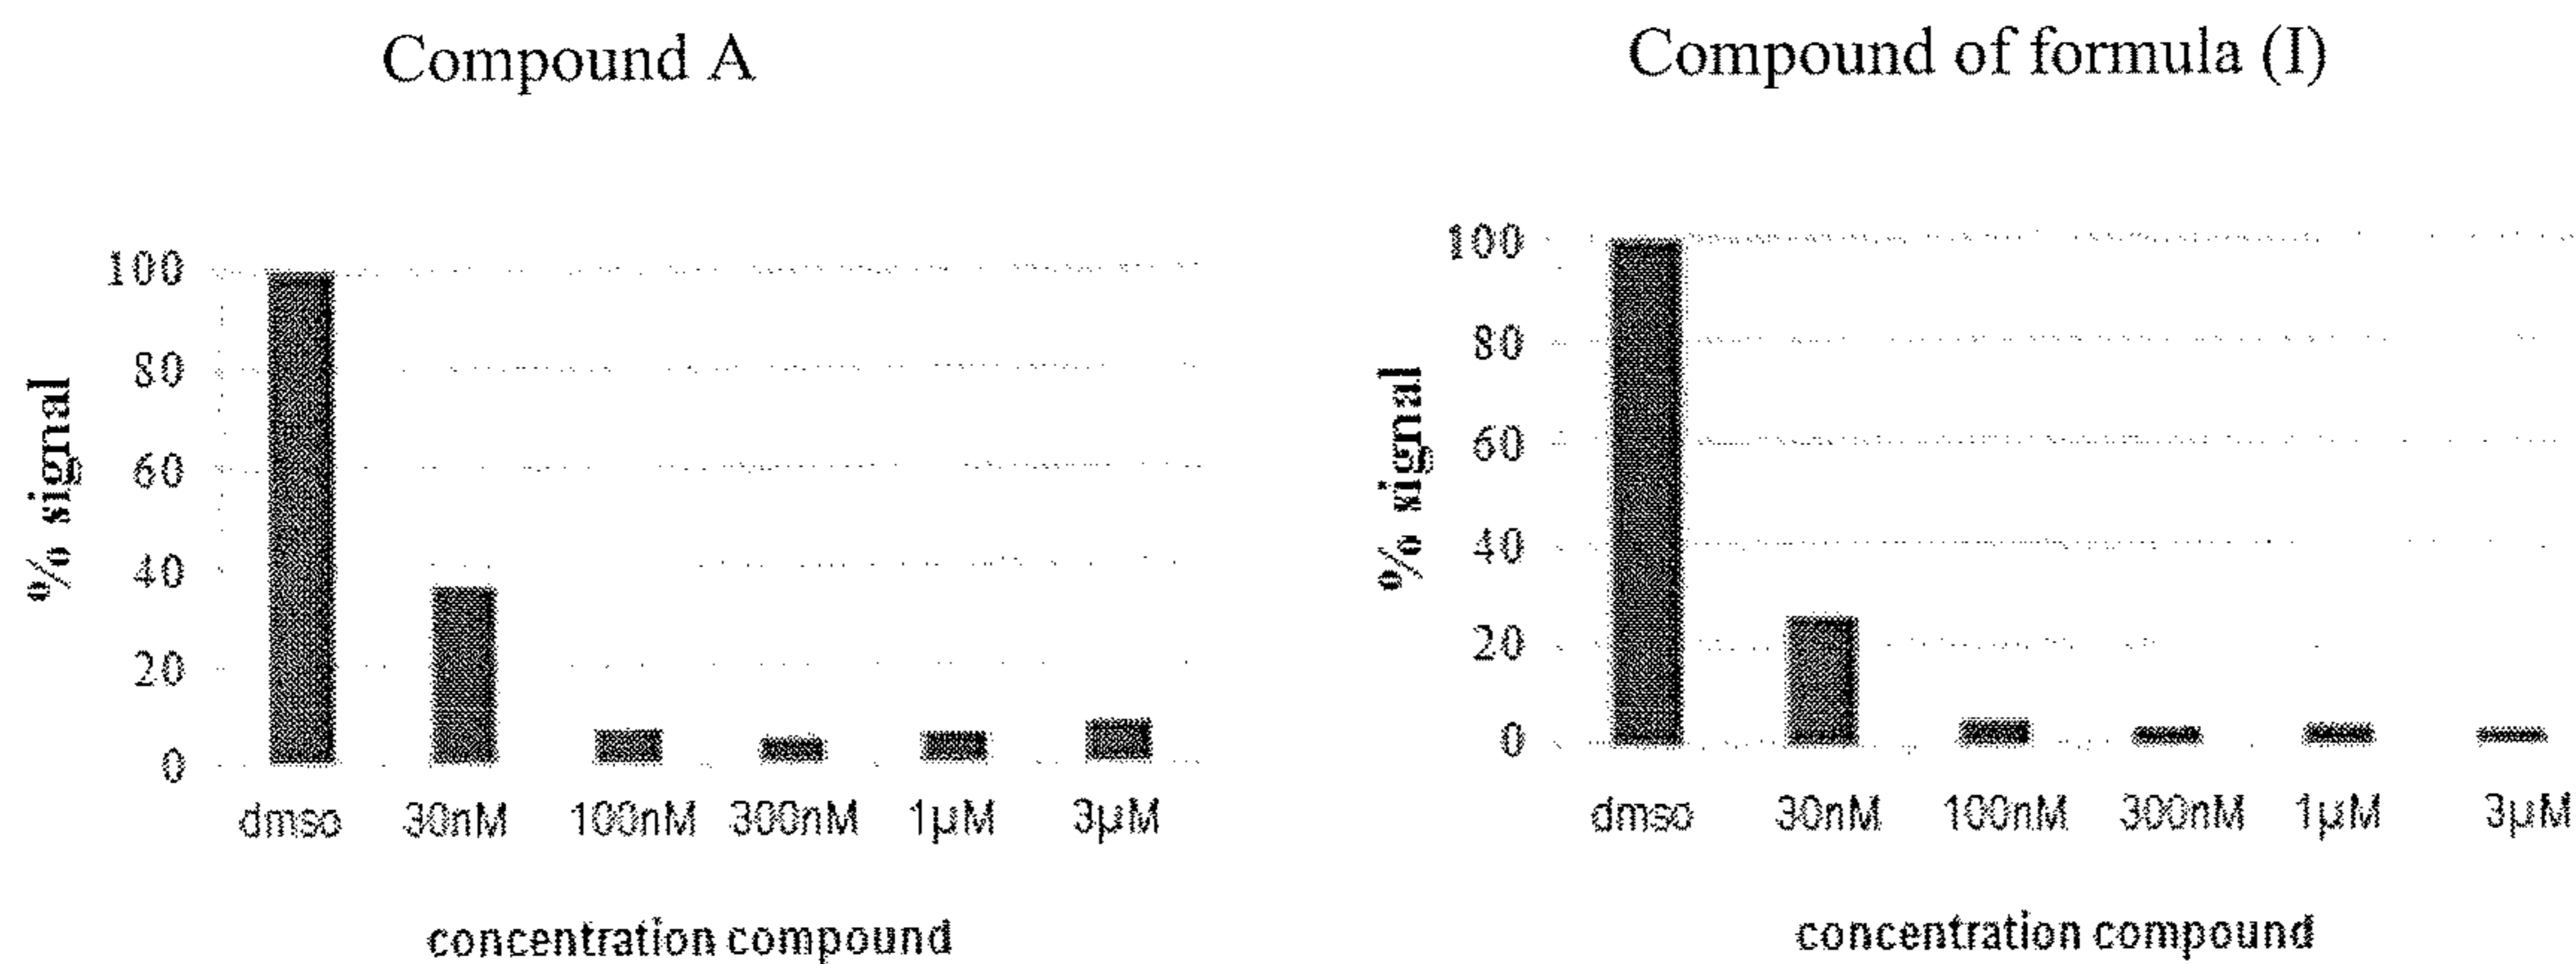 Compound A
100
80
60
40
20
0
% signal
dmso 30nM 100nM 300nM 1µM 3µM
concentration compound
Compound of formula (I)
100
80
60
40
20
0
% signal
dmso 30nM 100nM 300nM 1µM 3µM
concentration compound